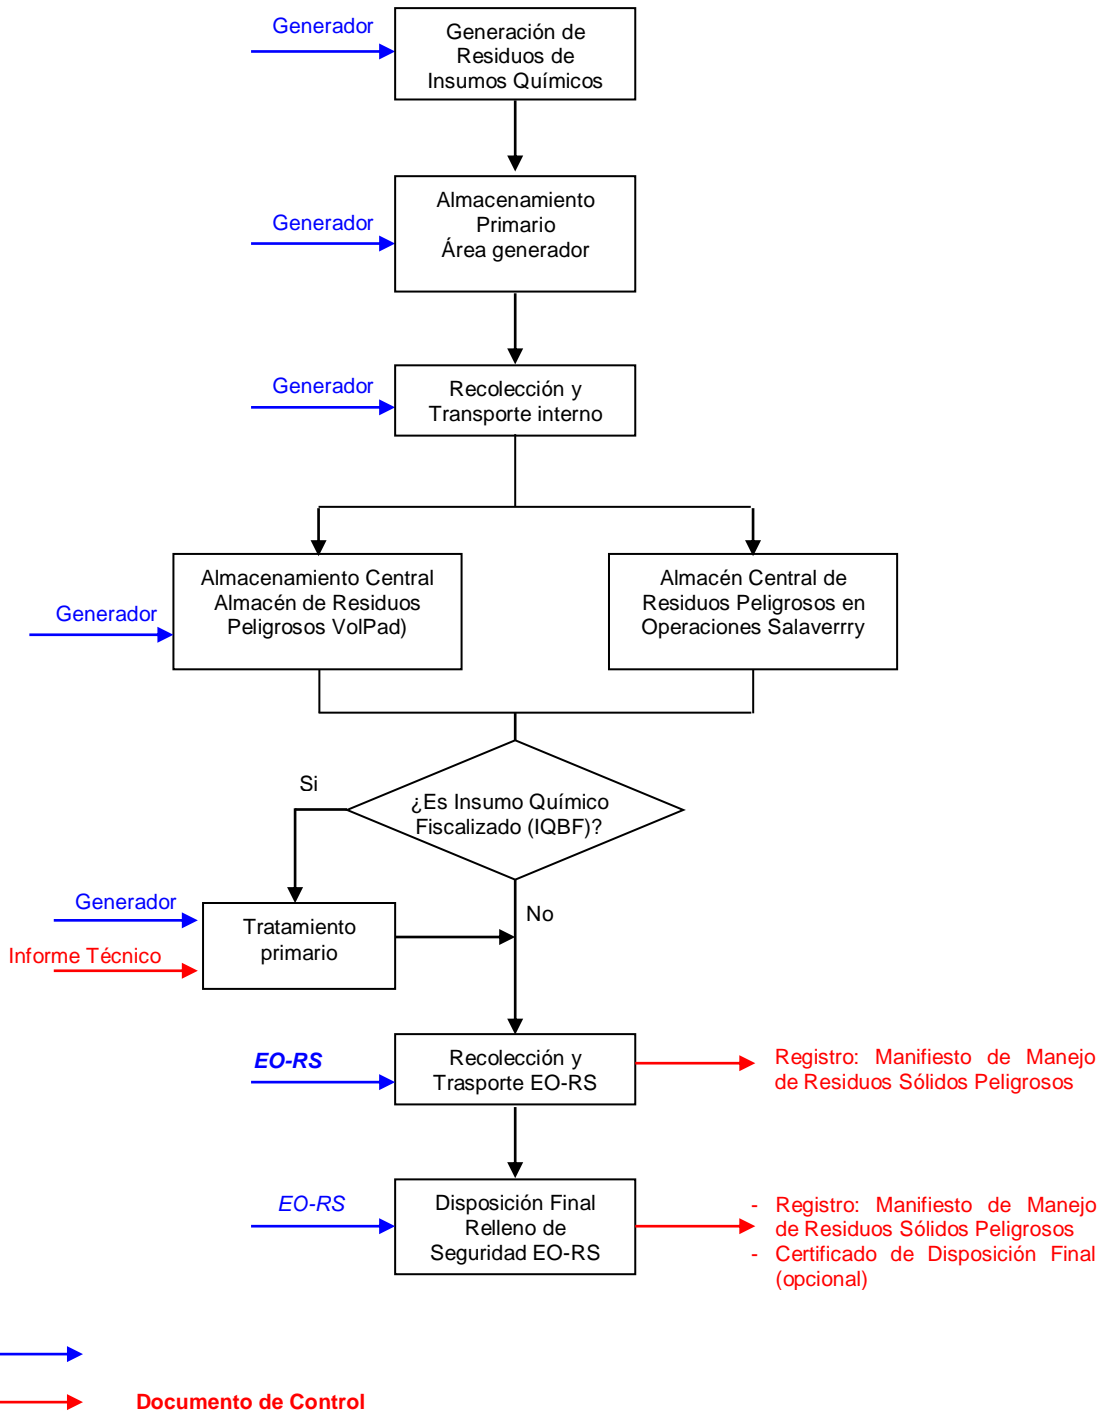 Generador
Generación de
Residuos de
Insumos Químicos
Generador
Almacenamiento
Primario
Área generador
Generador
Recolección y
Transporte interno
Generador
Almacenamiento Central
Almacén de Residuos
Peligrosos VolPad)
Almacén Central de
Residuos Peligrosos en
Operaciones Salaverrry
Si
¿Es Insumo Químico
Fiscalizado (IQBF)?
No
Generador
Informe Técnico
Tratamiento
primario
EO-RS
Recolección y
Trasporte EO-RS
Registro: Manifiesto de Manejo
de Residuos Sólidos Peligrosos
EO-RS
Disposición Final
Relleno de
Seguridad EO-RS
- Registro: Manifiesto de Manejo
de Residuos Sólidos Peligrosos
- Certificado de Disposición Final
(opcional)
Documento de Control